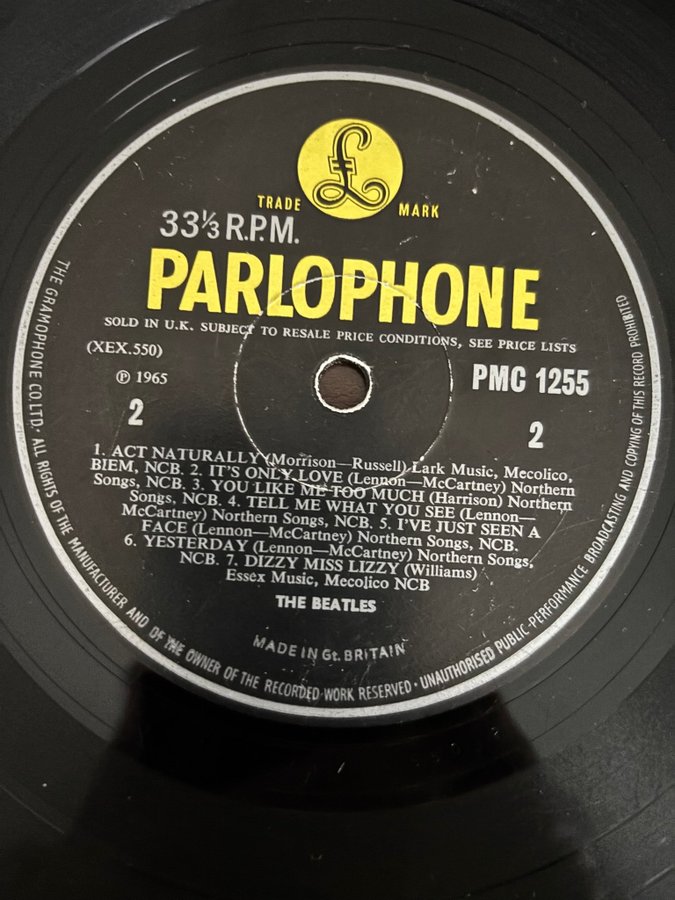 £
TRADE MARK
33⅓ R.P.M.
PARLOPHONE
SOLD IN U.K. SUBJECT TO RESALE PRICE CONDITIONS, SEE PRICE LISTS
(XEX.550)
℗ 1965
PMC 1255
2
2
1. ACT NATURALLY (Morrison—Russell) Lark Music, Mecolico,
BIEM, NCB. 2. IT'S ONLY LOVE (Lennon—McCartney) Northern
Songs, NCB. 3. YOU LIKE ME TOO MUCH (Harrison) Northern
Songs, NCB. 4. TELL ME WHAT YOU SEE (Lennon—
McCartney) Northern Songs, NCB. 5. I'VE JUST SEEN A
FACE (Lennon—McCartney) Northern Songs, NCB.
6. YESTERDAY (Lennon—McCartney) Northern Songs,
NCB. 7. DIZZY MISS LIZZY (Williams)
Essex Music, Mecolico NCB
THE BEATLES
MADE IN Gt. BRITAIN
THE GRAMOPHONE CO. LTD. · ALL RIGHTS OF THE MANUFACTURER AND OF THE OWNER OF THE RECORDED WORK RESERVED · UNAUTHORISED PUBLIC PERFORMANCE BROADCASTING AND COPYING OF THIS RECORD PROHIBITED